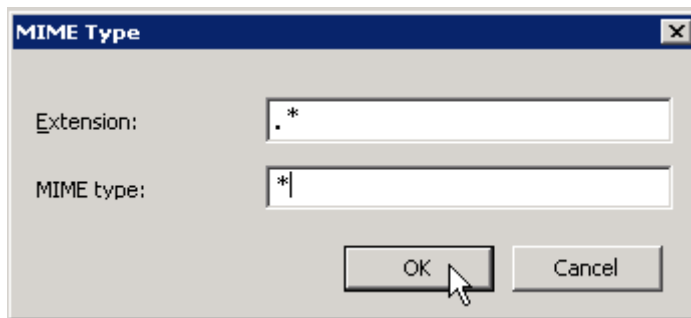 MIME Type
Extension: .*
MIME type: *
OK Cancel